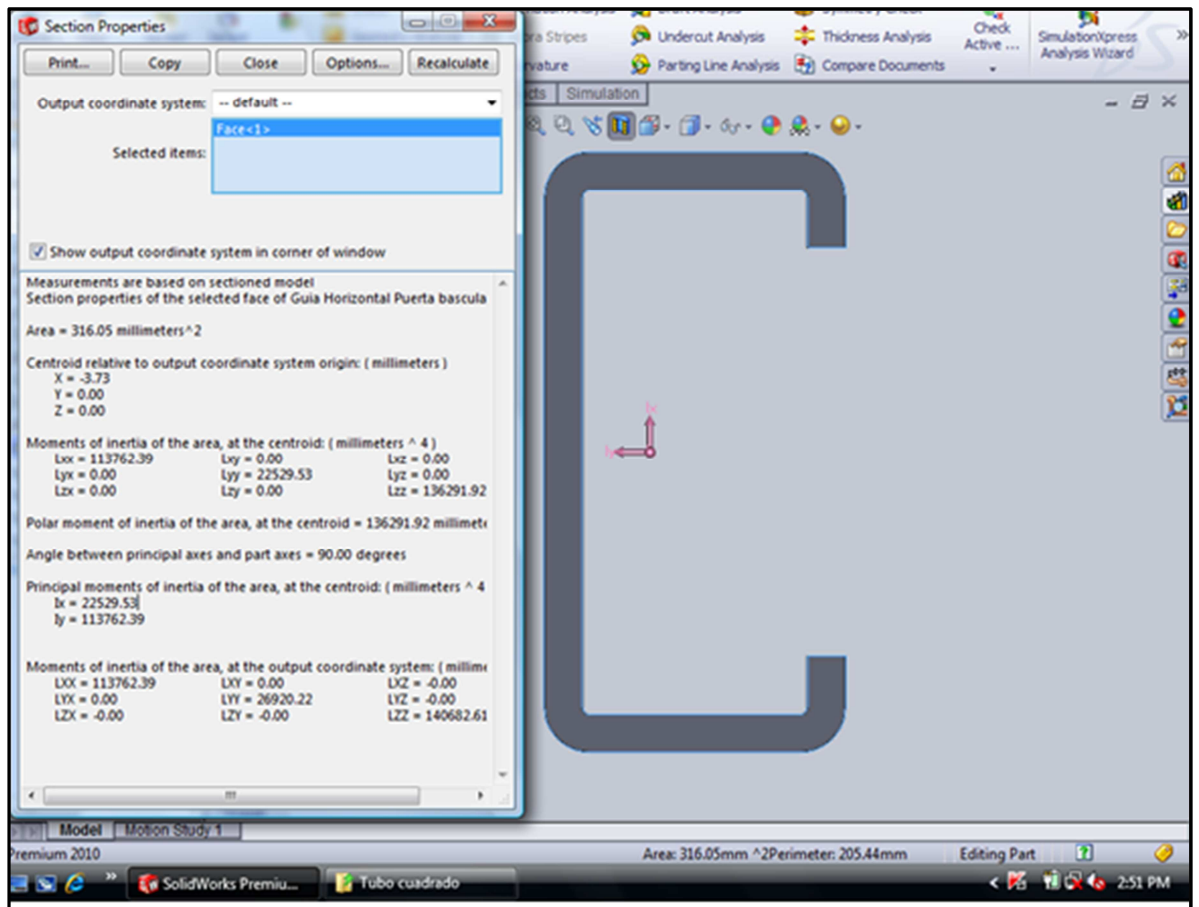 Section Properties
Print... Copy Close Options... Recalculate
Output coordinate system: -- default --
Face<1>
Selected items:
Show output coordinate system in corner of window
Measurements are based on sectioned model
Section properties of the selected face of Guia Horizontal Puerta bascula
Area = 316.05 millimeters^2
Centroid relative to output coordinate system origin: ( millimeters )
X = -3.73
Y = 0.00
Z = 0.00
Moments of inertia of the area, at the centroid: ( millimeters ^ 4 )
Lxx = 113762.39 Lxy = 0.00 Lxz = 0.00
Lyx = 0.00 Lyy = 22529.53 Lyz = 0.00
Lzx = 0.00 Lzy = 0.00 Lzz = 136291.92
Polar moment of inertia of the area, at the centroid = 136291.92 millimete
Angle between principal axes and part axes = 90.00 degrees
Principal moments of inertia of the area, at the centroid: ( millimeters ^ 4
Ix = 22529.53
Iy = 113762.39
Moments of inertia of the area, at the output coordinate system: ( millime
LXX = 113762.39 LXY = 0.00 LXZ = -0.00
LYX = 0.00 LYY = 26920.22 LYZ = -0.00
LZX = -0.00 LZY = -0.00 LZZ = 140682.61
Stripes Undercut Analysis Thickness Analysis Check Active ... SimulationXpress Analysis Wizard
vature Parting Line Analysis Compare Documents
cts Simulation
Ix
Iy
Model Motion Study 1
Premium 2010 Area: 316.05mm ^2Perimeter: 205.44mm Editing Part
SolidWorks Premiu... Tubo cuadrado 2:51 PM